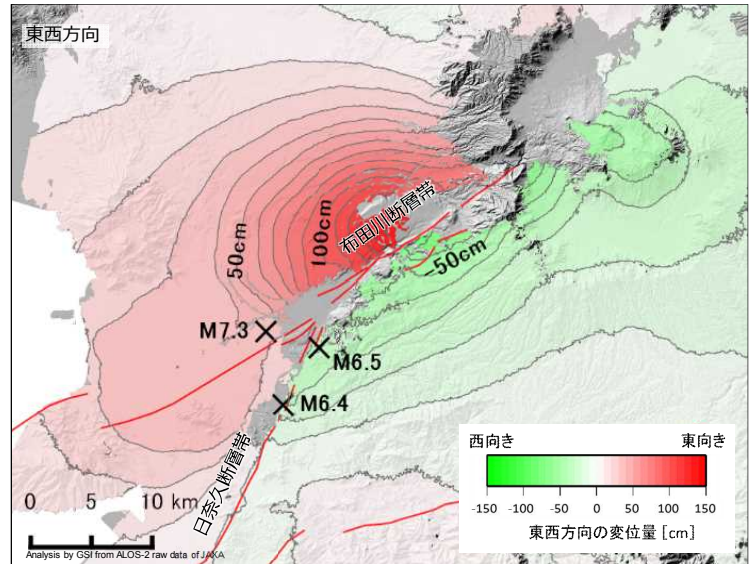 東西方向
布田川断層帯
100cm
50cm
-50cm
M7.3
M6.5
M6.4
日奈久断層帯
0 5 10 km
Analysis by GSI from ALOS-2 raw data of JAXA
西向き 東向き
-150 -100 -50 0 50 100 150
東西方向の変位量 [cm]